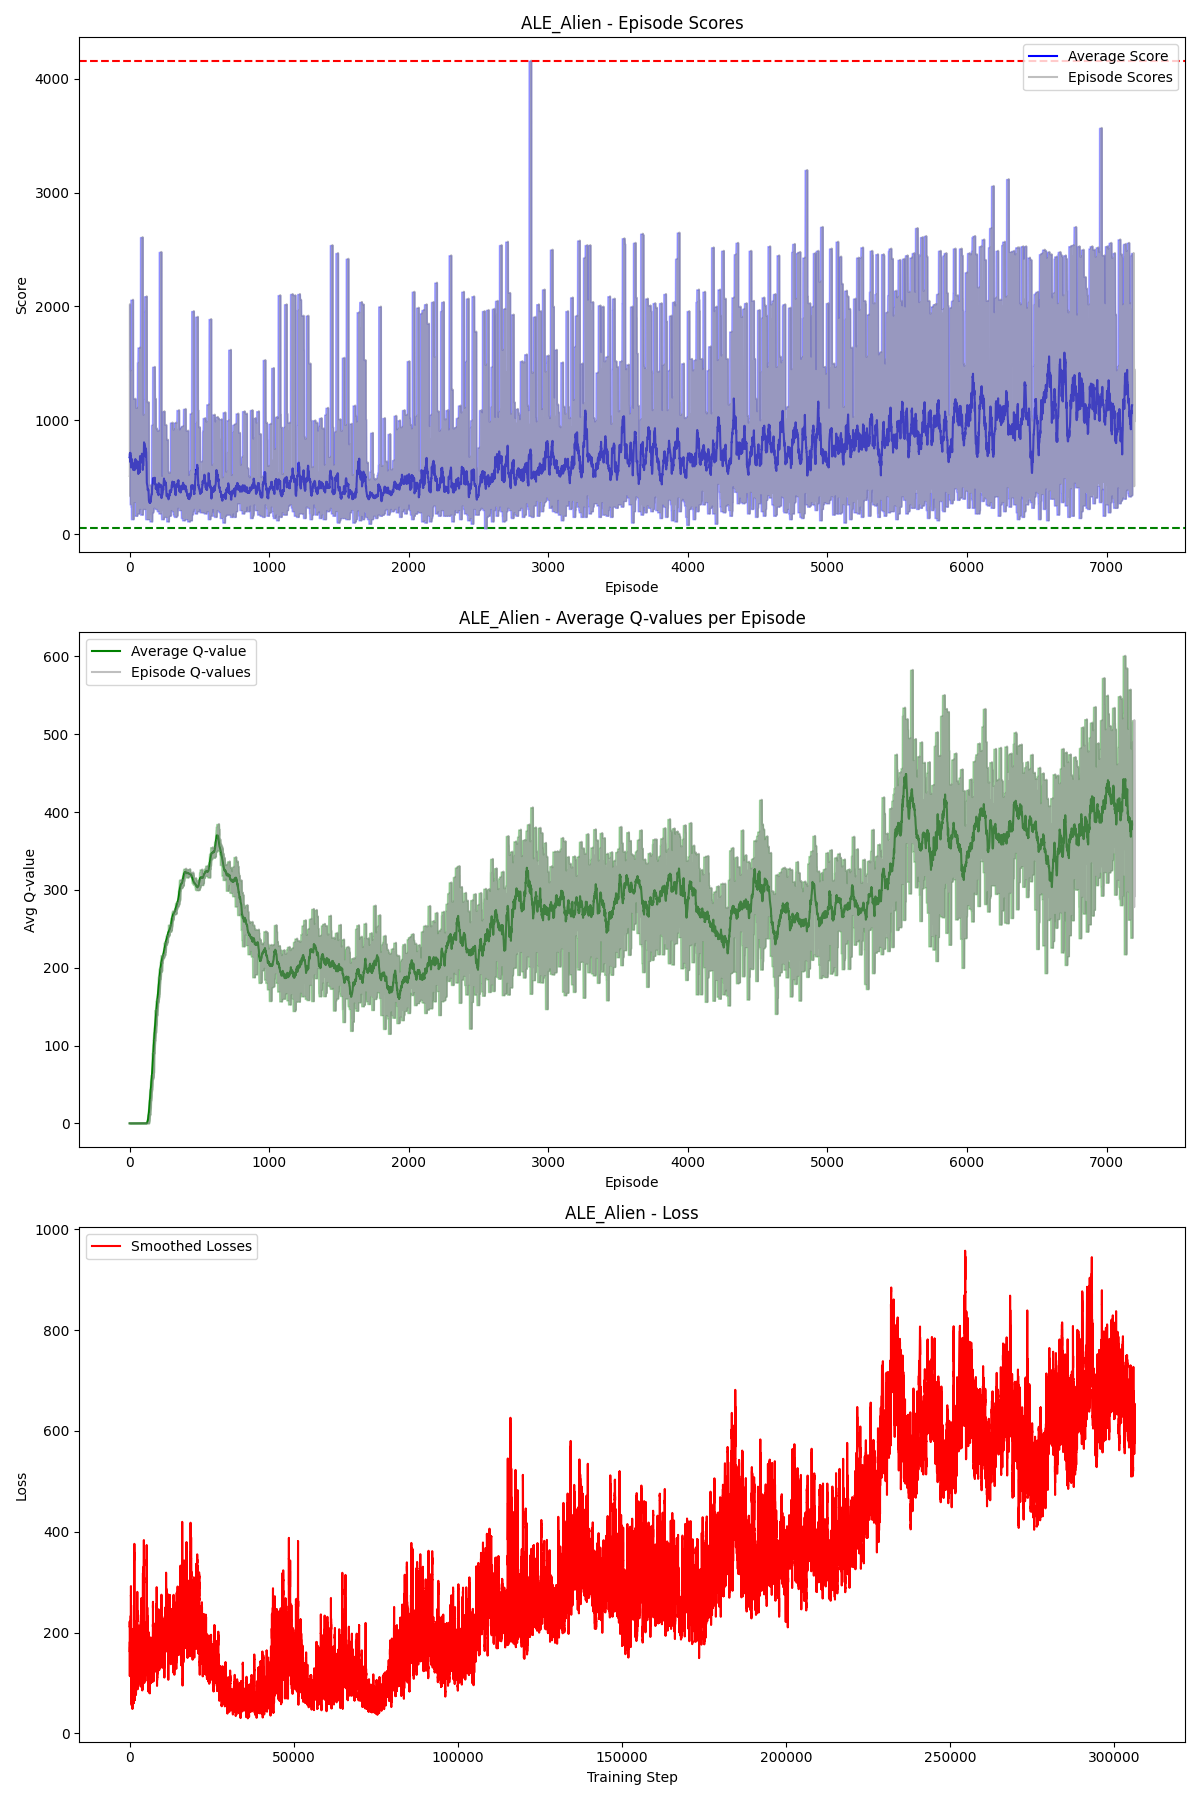 ALE_Alien - Episode Scores
Average Score
Episode Scores
4000
3000
2000
1000
0
Score
0 1000 2000 3000 4000 5000 6000 7000
Episode
ALE_Alien - Average Q-values per Episode
Average Q-value
Episode Q-values
600
500
400
300
200
100
0
Avg Q-value
0 1000 2000 3000 4000 5000 6000 7000
Episode
ALE_Alien - Loss
Smoothed Losses
1000
800
600
400
200
0
Loss
0 50000 100000 150000 200000 250000 300000
Training Step